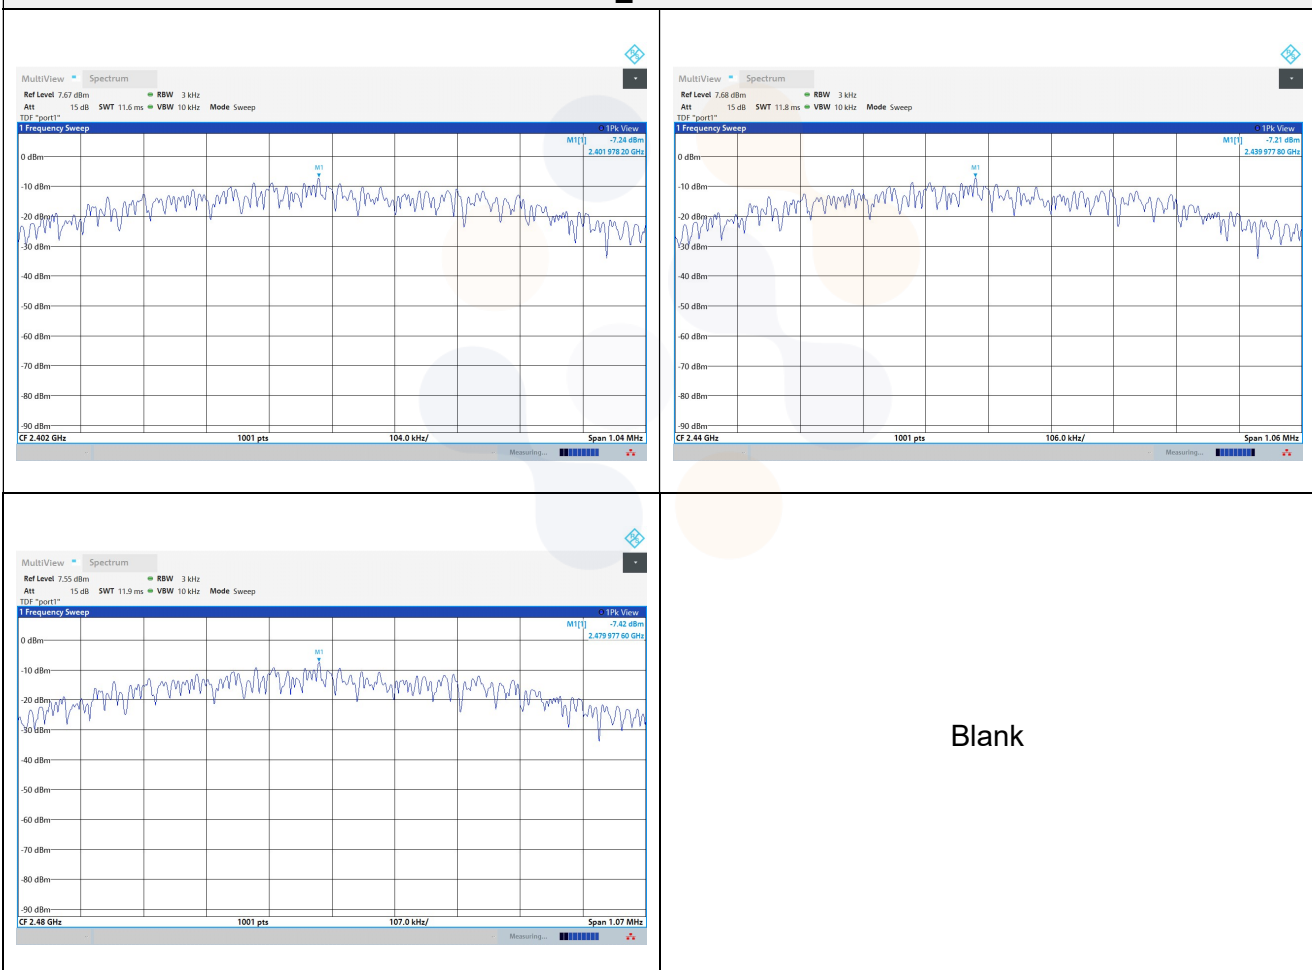 MultiView Spectrum
Ref Level 7.67 dBm RBW 3 kHz
Att 15 dB SWT 11.6 ms VBW 10 kHz Mode Sweep
TDF "port1"
1 Frequency Sweep 1Pk View
M1[1] -7.24 dBm
2.401 978 20 GHz
0 dBm
M1
-10 dBm
-20 dBm
-30 dBm
-40 dBm
-50 dBm
-60 dBm
-70 dBm
-80 dBm
-90 dBm
CF 2.402 GHz 1001 pts 104.0 kHz/ Span 1.04 MHz
Measuring...
MultiView Spectrum
Ref Level 7.68 dBm RBW 3 kHz
Att 15 dB SWT 11.8 ms VBW 10 kHz Mode Sweep
TDF "port1"
1 Frequency Sweep 1Pk View
M1[1] -7.21 dBm
2.439 977 80 GHz
0 dBm
M1
-10 dBm
-20 dBm
-30 dBm
-40 dBm
-50 dBm
-60 dBm
-70 dBm
-80 dBm
-90 dBm
CF 2.44 GHz 1001 pts 106.0 kHz/ Span 1.06 MHz
Measuring...
MultiView Spectrum
Ref Level 7.55 dBm RBW 3 kHz
Att 15 dB SWT 11.9 ms VBW 10 kHz Mode Sweep
TDF "port1"
1 Frequency Sweep 1Pk View
M1[1] -7.42 dBm
2.479 977 60 GHz
0 dBm
M1
-10 dBm
-20 dBm
-30 dBm
-40 dBm
-50 dBm
-60 dBm
-70 dBm
-80 dBm
-90 dBm
CF 2.48 GHz 1001 pts 107.0 kHz/ Span 1.07 MHz
Measuring...
Blank